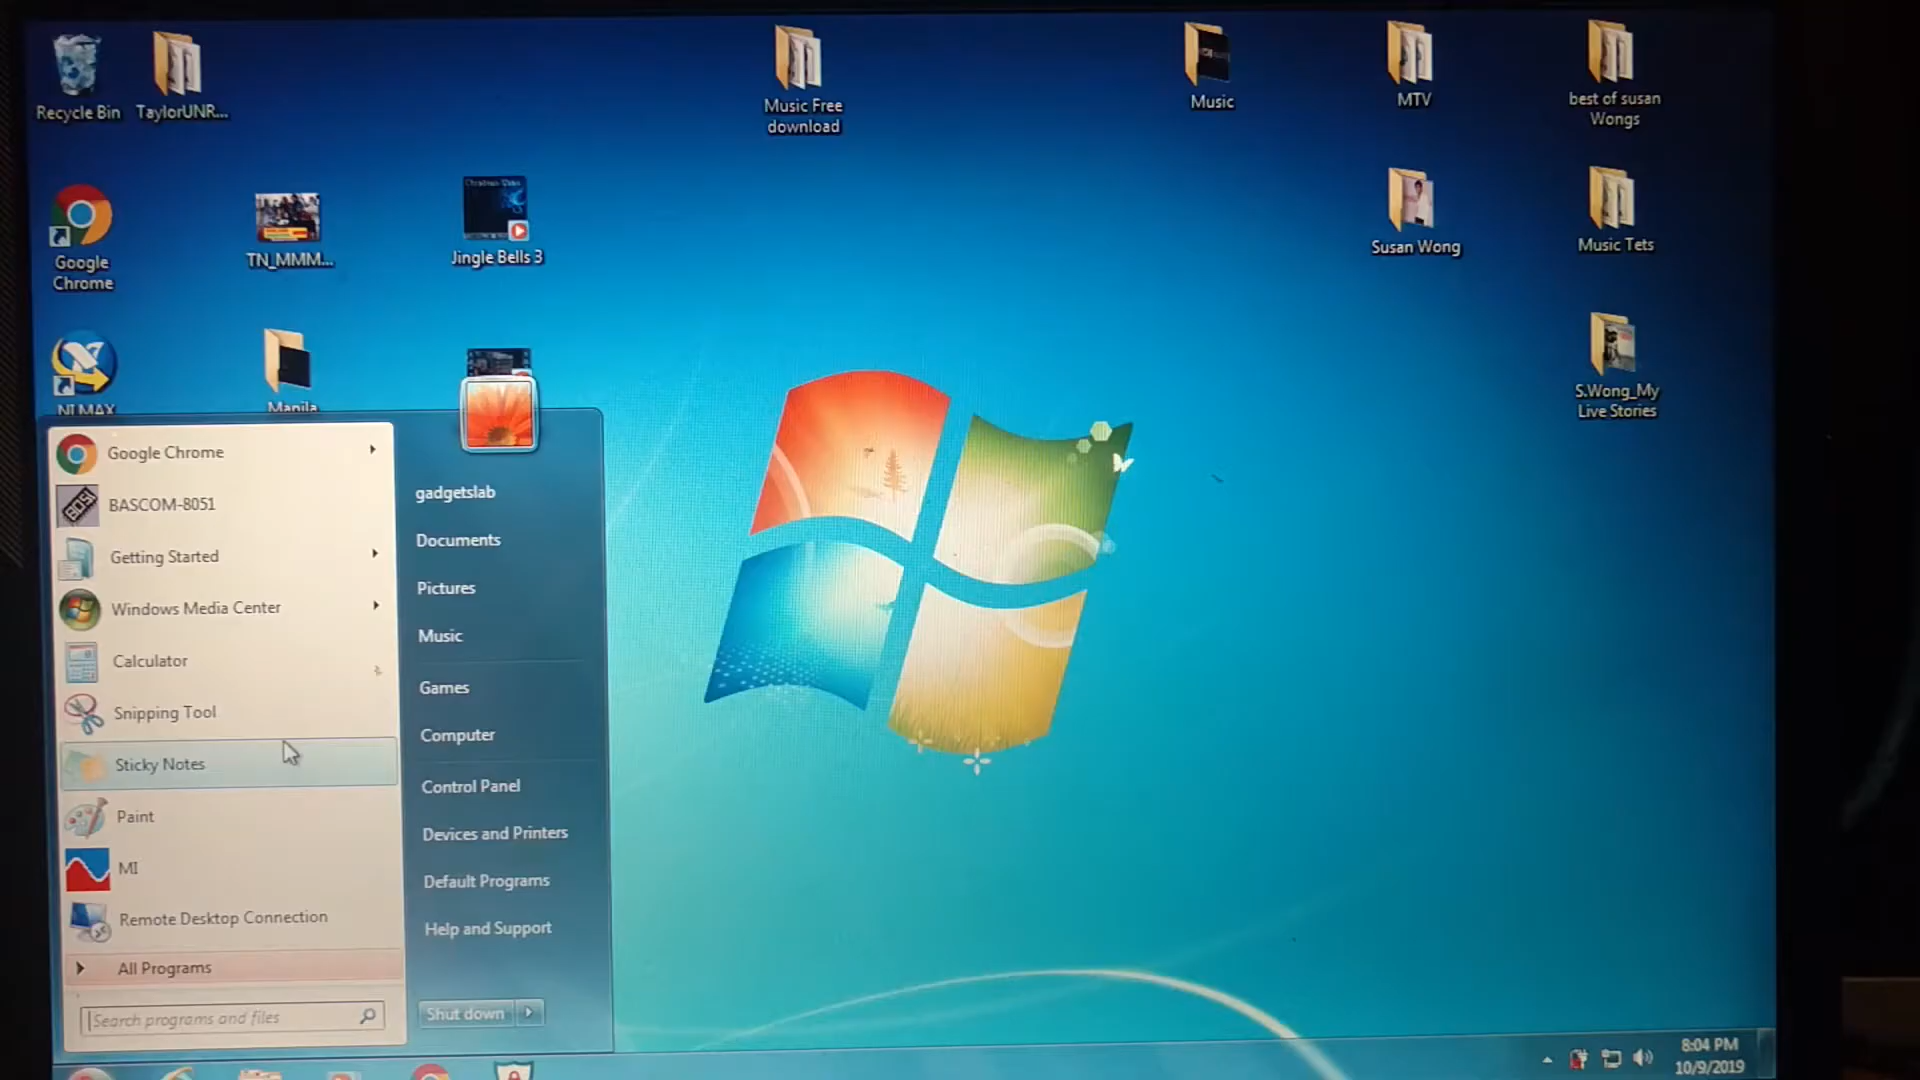 Recycle Bin
TaylorUNR...
Music Free
download
Music
MTV
best of susan
Wongs
Google
Chrome
TN_MMM...
Jingle Bells 3
Susan Wong
Music Tets
NI MAX
Manila
S.Wong_My
Live Stories
Google Chrome
BASCOM-8051
Getting Started
Windows Media Center
Calculator
Snipping Tool
Sticky Notes
Paint
MI
Remote Desktop Connection
All Programs
Search programs and files
gadgetslab
Documents
Pictures
Music
Games
Computer
Control Panel
Devices and Printers
Default Programs
Help and Support
Shut down
8:04 PM
10/9/2019